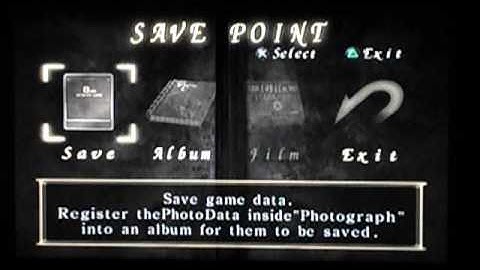 SAVE POINT
Select Exit
Save Album Film Exit
Save game data.
Register thePhotoData inside"Photograph"
into an album for them to be saved.